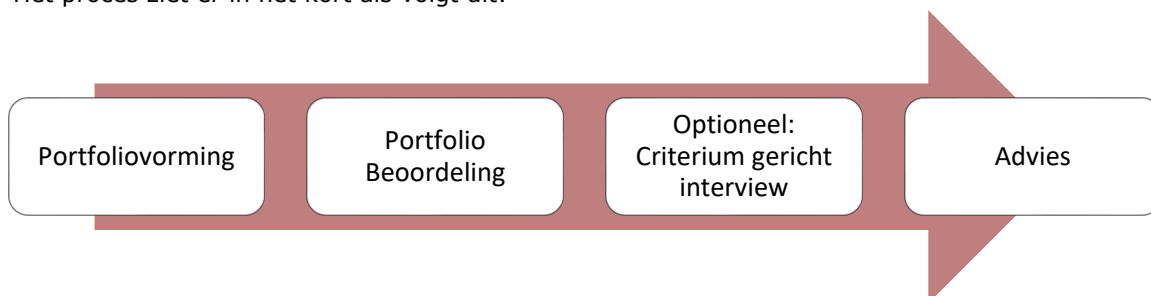 Het proces ziet er in het kort als volgt uit:
Portfoliovorming
Portfolio
Beoordeling
Optioneel:
Criterium gericht
interview
Advies